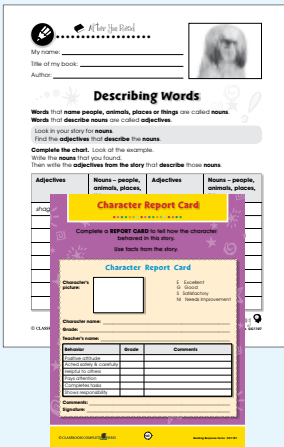 After You Read
My name:
Title of my book:
Author:
Describing Words
Words that name people, animals, places or things are called nouns.
Words that describe nouns are called adjectives.
Look in your story for nouns.
Find the adjectives that describe the nouns.
Complete the chart. Look at the example.
Write the nouns that you found.
Then write the adjectives from the story that describe those nouns.
Adjectives Nouns – people, animals, places, Adjectives Nouns – people, animals, places,
shag
Character Report Card
Complete a REPORT CARD to tell how the character
behaved in this story.
Use facts from the story.
Character Report Card
Character's
picture:
E Excellent
G Good
S Satisfactory
NI Needs Improvement
Character name:
Grade:
Teacher's name:
Behavior Grade Comments
Positive attitude
Acted safely & carefully
Helpful to others
Pays attention
Completes tasks
Shows responsibility
Comments:
Signature:
© CLASSROOM COMPLETE PRESS